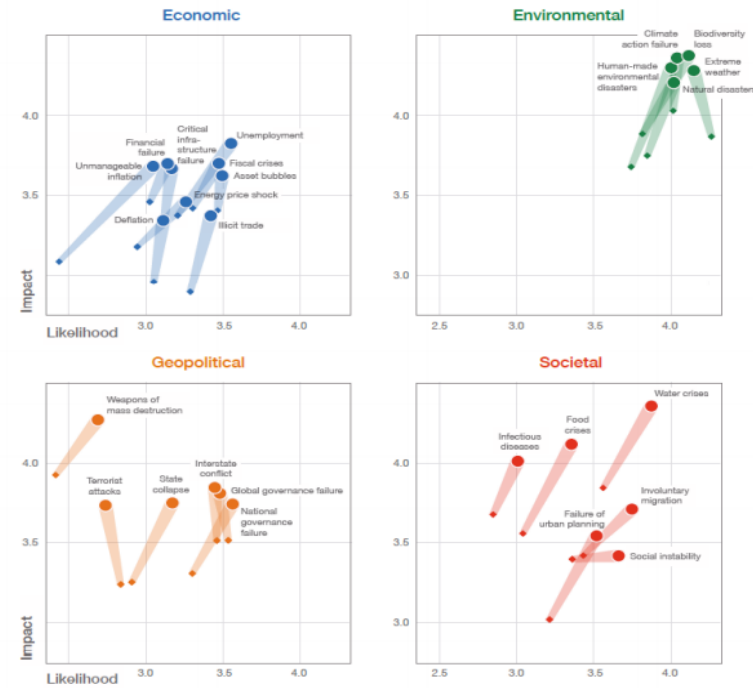 Economic
Environmental
Climate
action failure
Biodiversity
loss
Human-made
environmental
disasters
Extreme
weather
Natural disasters
4.0
3.5
3.0
Critical
infra-
structure
failure
Financial
failure
Unemployment
Unmanageable
inflation
Fiscal crises
Asset bubbles
Energy price shock
Deflation
Illicit trade
4.0
3.5
Impact
Likelihood
3.0
3.5
4.0
2.5
3.0
3.5
4.0
Geopolitical
Societal
Weapons of
mass destruction
Terrorist
attacks
State
collapse
Interstate
conflict
Global governance failure
National
governance
failure
4.0
3.5
3.0
Water crises
Food
crises
Infectious
diseases
Involuntary
migration
Failure of
urban planning
Social instability
4.0
3.5
Impact
Likelihood
3.0
3.5
4.0
2.5
3.0
3.5
4.0